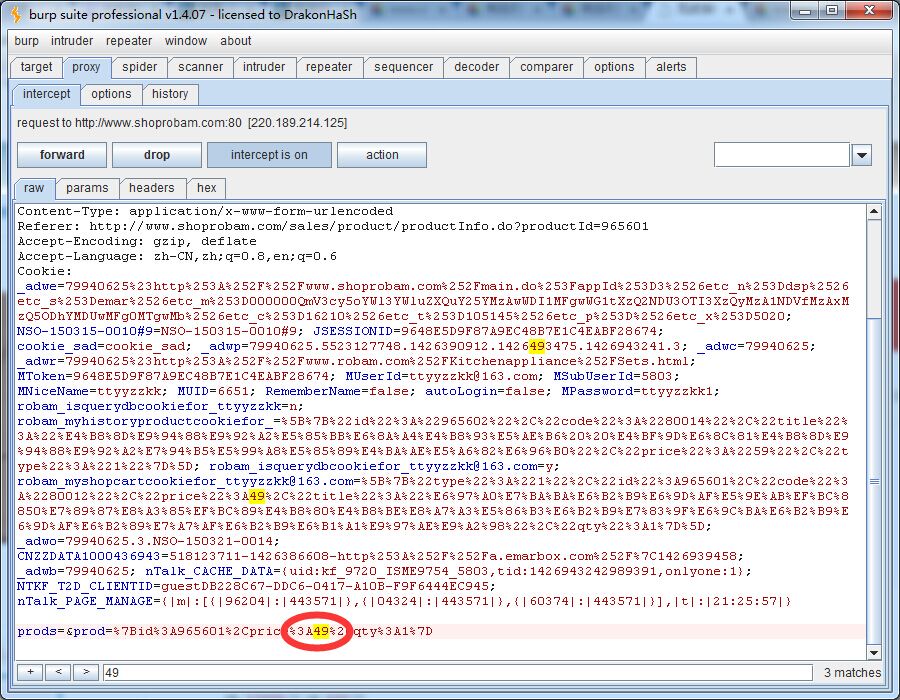 burp suite professional v1.4.07 - licensed to DrakonHaSh
burp intruder repeater window about
target proxy spider scanner intruder repeater sequencer decoder comparer options alerts
intercept options history
request to http://www.shoprobam.com:80 [220.189.214.125]
forward drop intercept is on action
raw params headers hex
Content-Type: application/x-www-form-urlencoded
Referer: http://www.shoprobam.com/sales/product/productInfo.do?productId=965601
Accept-Encoding: gzip, deflate
Accept-Language: zh-CN,zh;q=0.8,en;q=0.6
Cookie:
_adwe=79940625%23http%253A%252F%252Fwww.shoprobam.com%252Fmain.do%253FappId%253D3%2526etc_n%253Ddsp%2526
etc_s%253Demar%2526etc_m%253D000000QmV3cy5oYWl3YWluZXQuY25YMzAwWDI1MFgwWG1tXzQ2NDU3OTI3XzQyMzA1NDVfMzAxM
zQ5ODhYMDUwMFg0MTgwMb%2526etc_c%253D16210%2526etc_t%253D105145%2526etc_p%253D%2526etc_x%253D5020;
NSO-150315-0010#9=NSO-150315-0010#9; JSESSIONID=9648E5D9F87A9EC48B7E1C4EABF28674;
cookie_sad=cookie_sad; _adwp=79940625.5523127748.1426390912.1426493475.1426943241.3; _adwc=79940625;
_adwr=79940625%23http%253A%252F%252Fwww.robam.com%252FKitchenappliance%252FSets.html;
MToken=9648E5D9F87A9EC48B7E1C4EABF28674; MUserId=ttyyzzkk@163.com; MSubUserId=5803;
MNiceName=ttyyzzkk; MUID=6651; RememberName=false; autoLogin=false; MPassword=ttyyzzkk1;
robam_isquerydbcookiefor_ttyyzzkk=n;
robam_myhistoryproductcookiefor_=%5B%7B%22id%22%3A%22965602%22%2C%22code%22%3A%2280014%22%2C%22title%22%
3A%22%E4%B8%8D%E9%94%88%E9%92%A2%E5%85%BB%E6%8A%A4%E4%B8%93%E5%AE%B6%20%20%E4%BF%9D%E6%8C%81%E4%B8%8D%E9
%94%88%E9%92%A2%E7%94%B5%E5%99%A8%E5%85%89%E4%BA%AE%E5%A6%82%E6%96%B0%22%2C%22price%22%3A%2259%22%2C%22t
ype%22%3A%221%22%7D%5D; robam_isquerydbcookiefor_ttyyzzkk@163.com=y;
robam_myshopcartcookiefor_ttyyzzkk@163.com=%5B%7B%22type%22%3A%221%22%2C%22id%22%3A965601%2C%22code%22%3
A%2280012%22%2C%22price%22%3A49%2C%22title%22%3A%22%E6%97%A0%E7%BA%BA%E6%B2%B9%E6%9D%AF%E5%9E%AB%EF%BC%8
8850%E7%89%87%E8%A3%85%EF%BC%89%E4%B8%80%E4%B8%BE%E8%A7%A3%E5%86%B3%E6%B2%B9%E7%83%9F%E6%9C%BA%E6%B2%B9%E
6%9D%AF%E6%B2%89%E7%A7%AF%E6%B2%B9%E6%B1%A1%E9%97%AE%E9%A2%98%22%2C%22qty%22%3A1%7D%5D;
_adwo=79940625.3.NSO-150321-0014;
CNZZDATA1000436943=518123711-1426386608-http%253A%252F%252Fa.emarbox.com%252F%7C1426939458;
_adwb=79940625; nTalk_CACHE_DATA={uid:kf_9720_ISME9754_5803,tid:1426943242989391,onlyone:1};
NTKF_T2D_CLIENTID=guestDB228C67-DDC6-0417-A10B-F9F6444EC945;
nTalk_PAGE_MANAGE={|m|:[{|96204|:|443571|},{|04324|:|443571|},{|60374|:|443571|}],|t|:|21:25:57|}
prods=&prod=%7Bid%3A965601%2Cpric %3A49%2 qty%3A1%7D
+ < > 49 3 matches